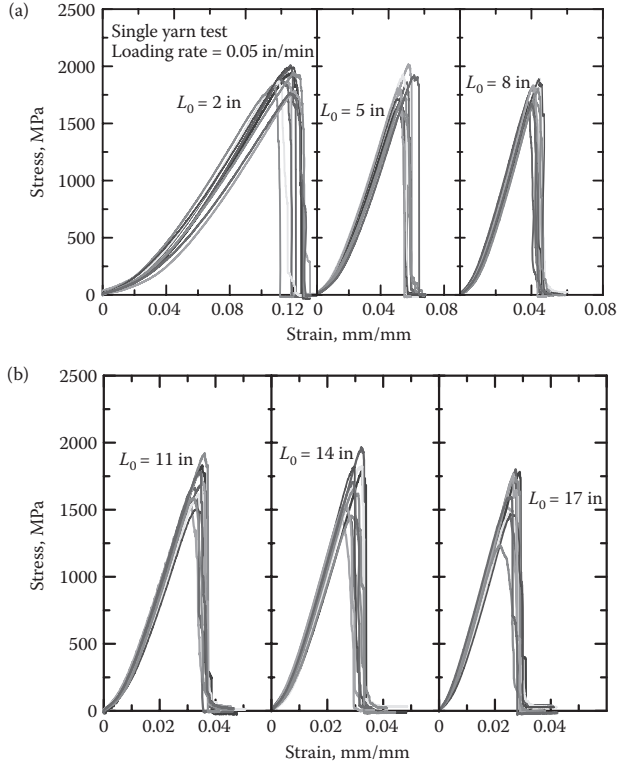 (a)
2500
Single yarn test
Loading rate = 0.05 in/min
2000
L0 = 2 in
L0 = 5 in
L0 = 8 in
1500
Stress, MPa
1000
500
0
0 0.04 0.08 0.12 0 0.04 0.08 0 0.04 0.08
Strain, mm/mm
(b)
2500
2000
L0 = 11 in
L0 = 14 in
L0 = 17 in
1500
Stress, MPa
1000
500
0
0 0.02 0.04 0 0.02 0.04 0 0.02 0.04
Strain, mm/mm